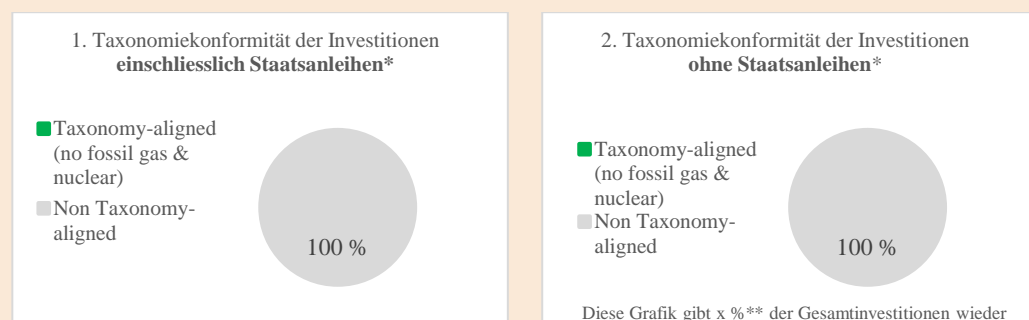 1. Taxonomiekonformität der Investitionen
einschliesslich Staatsanleihen*
Taxonomy-aligned
(no fossil gas &
nuclear)
Non Taxonomy-
aligned
100 %
2. Taxonomiekonformität der Investitionen
ohne Staatsanleihen*
Taxonomy-aligned
(no fossil gas &
nuclear)
Non Taxonomy-
aligned
100 %
Diese Grafik gibt x %** der Gesamtinvestitionen wieder